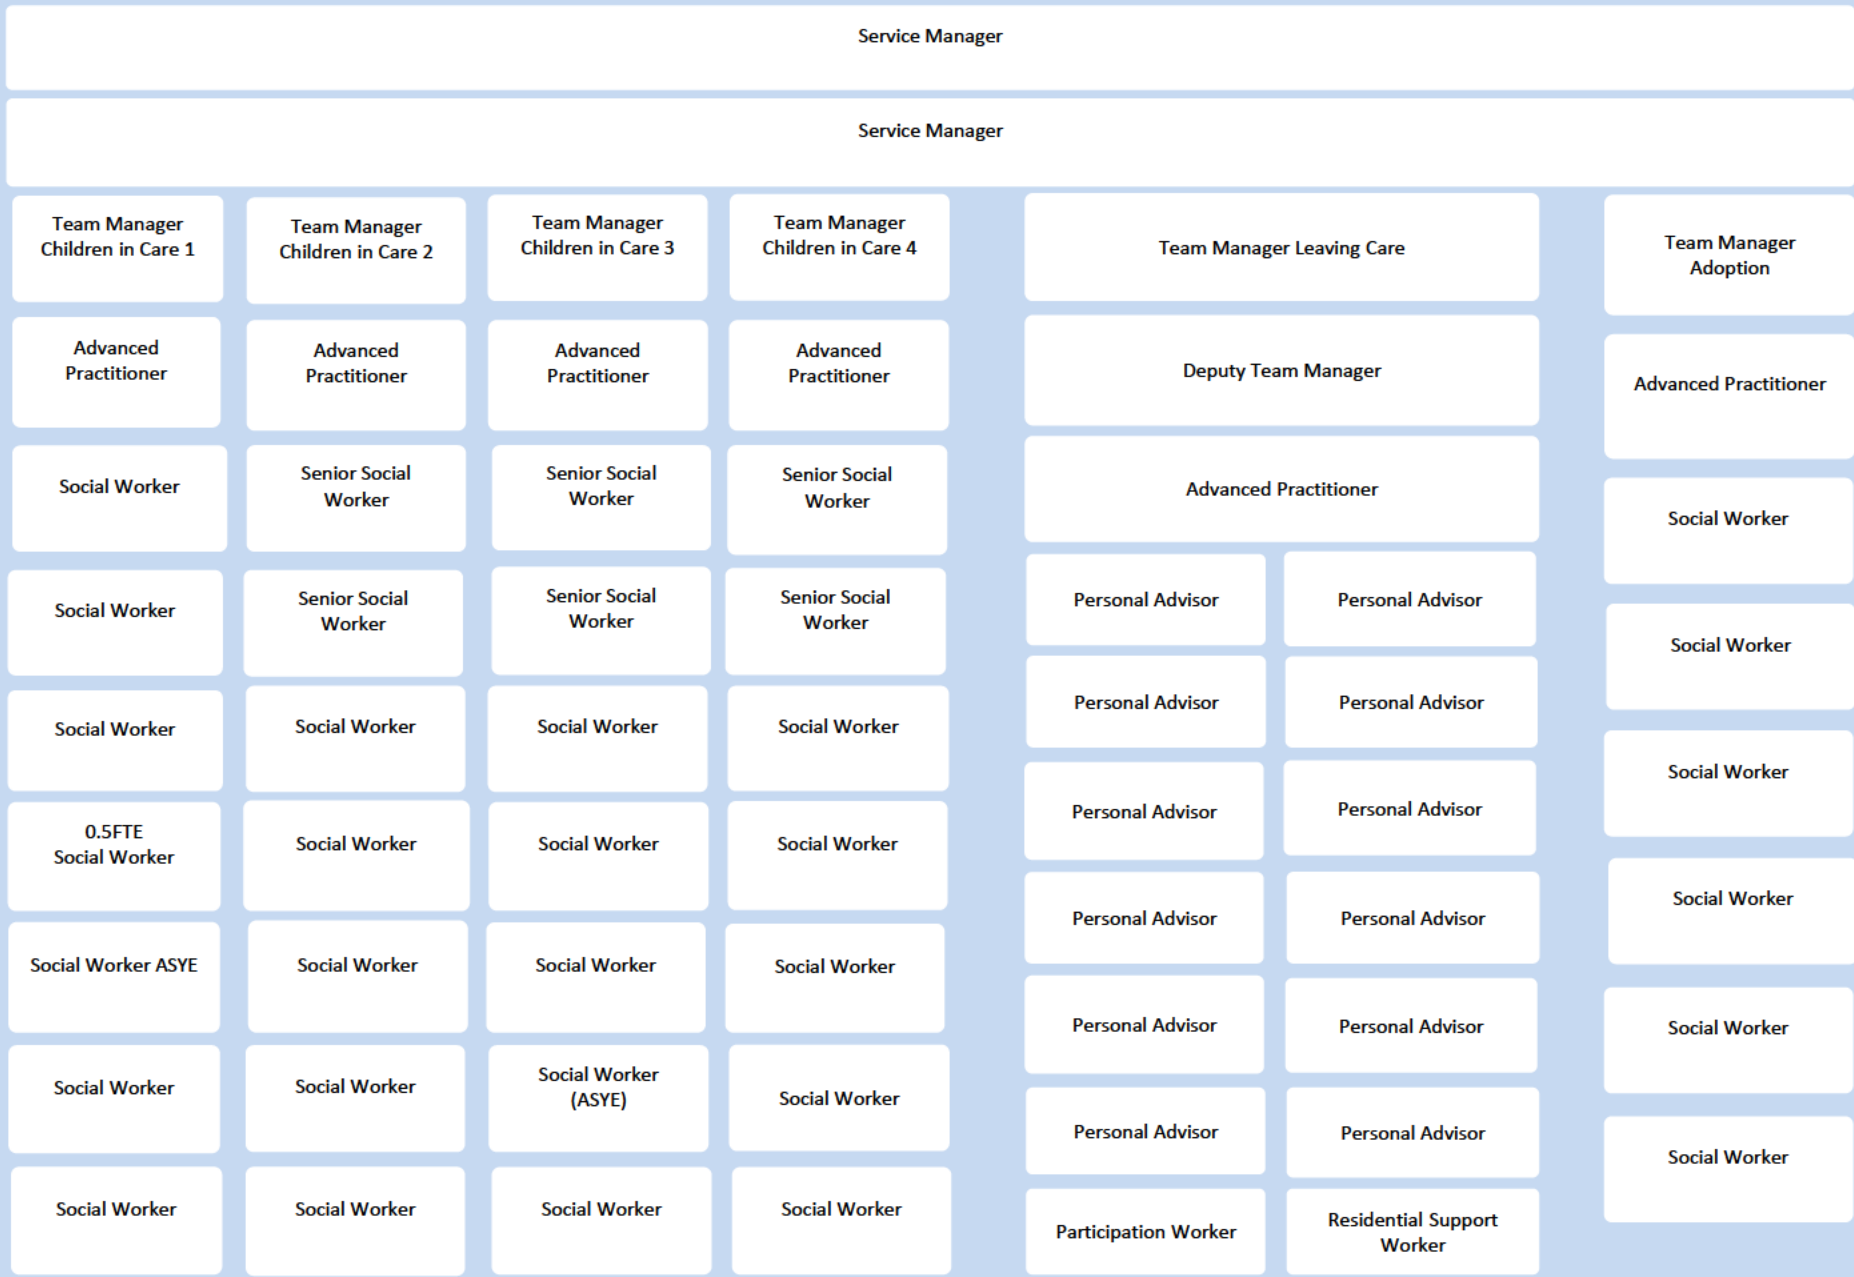 Service Manager
Service Manager
Team Manager
Children in Care 1
Team Manager
Children in Care 2
Team Manager
Children in Care 3
Team Manager
Children in Care 4
Team Manager Leaving Care
Team Manager
Adoption
Advanced
Practitioner
Advanced
Practitioner
Advanced
Practitioner
Advanced
Practitioner
Deputy Team Manager
Advanced Practitioner
Social Worker
Senior Social
Worker
Senior Social
Worker
Senior Social
Worker
Advanced Practitioner
Social Worker
Social Worker
Senior Social
Worker
Senior Social
Worker
Senior Social
Worker
Personal Advisor
Personal Advisor
Social Worker
Social Worker
Social Worker
Social Worker
Social Worker
Personal Advisor
Personal Advisor
Social Worker
0.5FTE
Social Worker
Social Worker
Social Worker
Social Worker
Personal Advisor
Personal Advisor
Social Worker
Social Worker ASYE
Social Worker
Social Worker
Social Worker
Personal Advisor
Personal Advisor
Social Worker
Social Worker
Social Worker
Social Worker
(ASYE)
Social Worker
Personal Advisor
Personal Advisor
Personal Advisor
Personal Advisor
Social Worker
Social Worker
Social Worker
Social Worker
Social Worker
Participation Worker
Residential Support
Worker